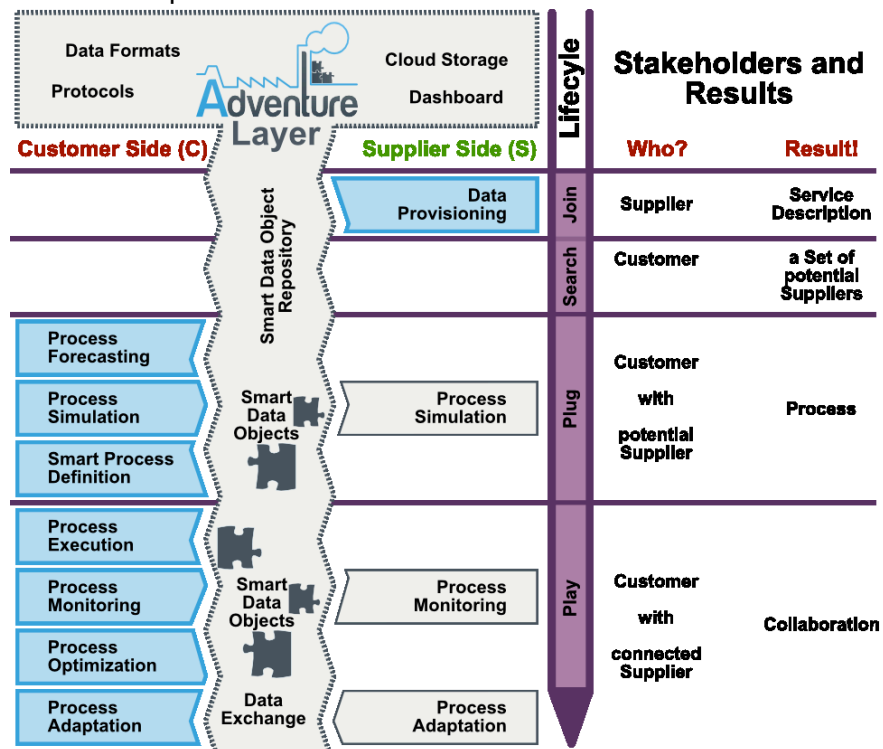 Data Formats
Protocols
Adventure
Layer
Cloud Storage
Dashboard
Lifecyle
Stakeholders and
Results
Customer Side (C)
Supplier Side (S)
Who?
Result!
Smart Data Object
Repository
Data
Provisioning
Join
Supplier
Service
Description
Search
Customer
a Set of
potential
Suppliers
Process
Forecasting
Process
Simulation
Smart Process
Definition
Smart
Data
Objects
Process
Simulation
Plug
Customer
with
potential
Supplier
Process
Process
Execution
Process
Monitoring
Process
Optimization
Process
Adaptation
Smart
Data
Objects
Data
Exchange
Process
Monitoring
Process
Adaptation
Play
Customer
with
connected
Supplier
Collaboration